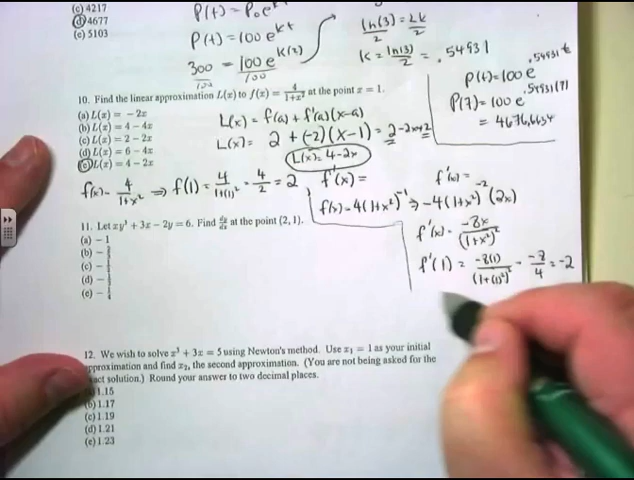 (c) 4217
(d) 4677
(e) 5103
P(t) = P₀e^kt
P(t) = 100 e^kt
300 = 100 e^k(2)
100 100
ln(3) = 2k
2 2
k = ln(3)/2 = .54931
P(t) = 100 e^.54931t
P(7) = 100 e^.54931(7)
= 4676.6634
10. Find the linear approximation L(x) to f(x) = 4/(1+x²) at the point x = 1.
(a) L(x) = −2x
(b) L(x) = 4 − 4x
(c) L(x) = 2 − 2x
(d) L(x) = 6 − 4x
(e) L(x) = 4 − 2x
L(x) = f(a) + f'(a)(x-a)
L(x) = 2 + (-2)(x-1) = 2-2x+2
L(x) = 4-2x
f(x) = 4/(1+x²) ⇒ f(1) = 4/(1+(1)²) = 4/2 = 2
f'(x) =
f(x) = 4(1+x²)^-1 ⇒ -4(1+x²)^-2 (2x)
f'(x) =
f'(x) = -8x/(1+x²)²
f'(1) = -8(1)/(1+(1)²)² = -8/4 = -2
11. Let xy³ + 3x − 2y = 6. Find dy/dx at the point (2, 1).
(a) − 1
(b)
(c)
(d)
(e)
12. We wish to solve x³ + 3x = 5 using Newton's method. Use x₁ = 1 as your initial
approximation and find x₂, the second approximation. (You are not being asked for the
exact solution.) Round your answer to two decimal places.
(a) 1.15
(b) 1.17
(c) 1.19
(d) 1.21
(e) 1.23